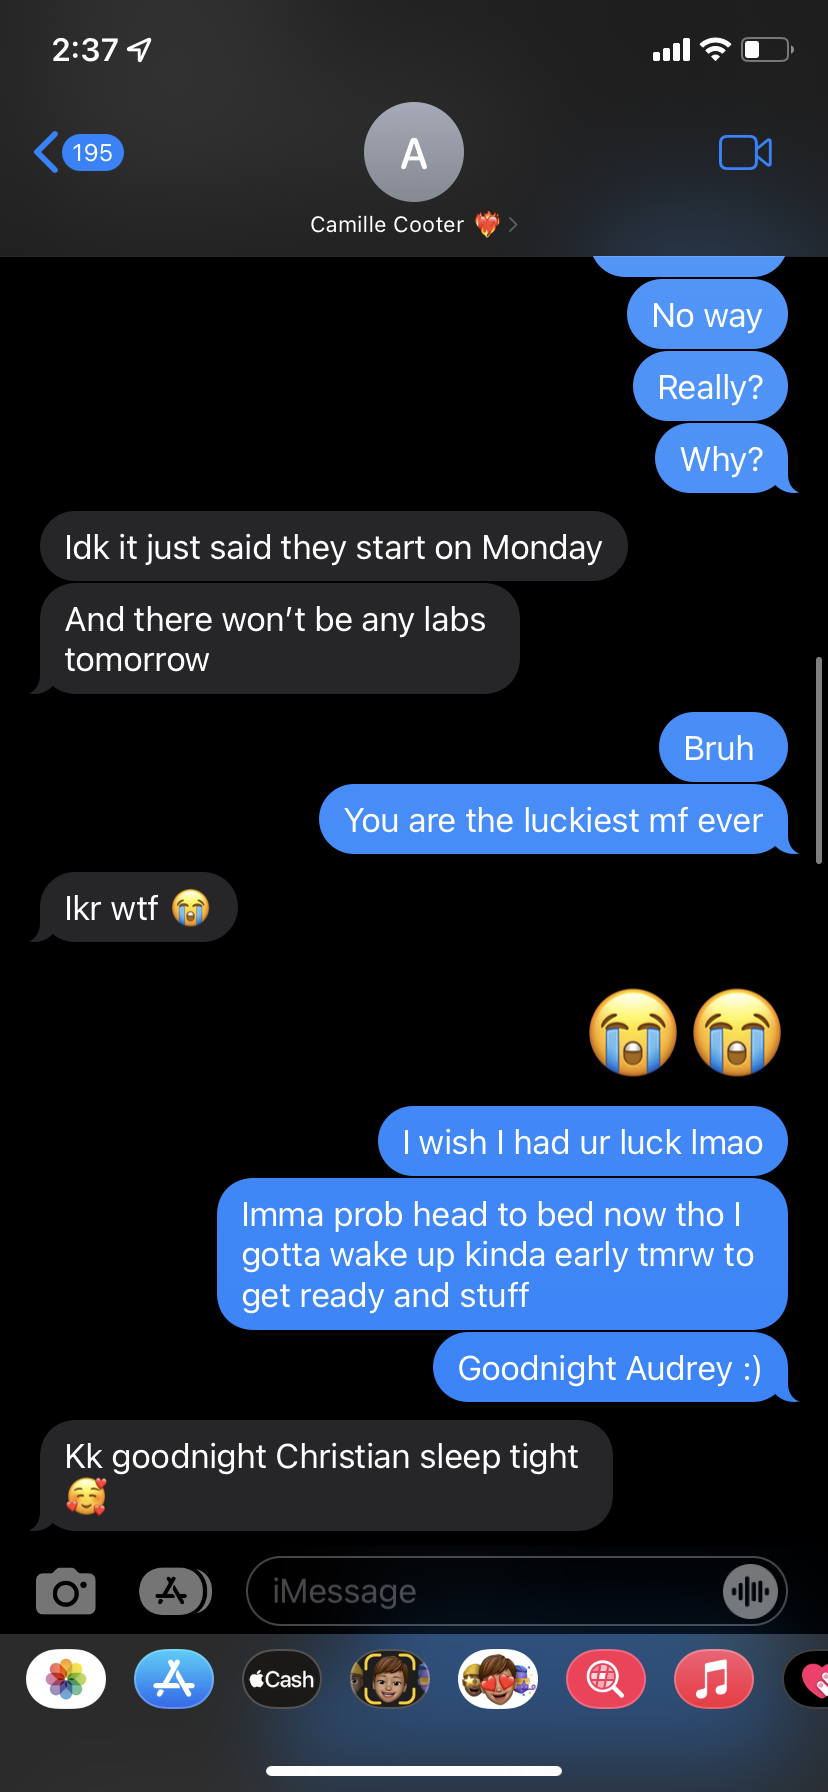 2:37
195
A
Camille Cooter ❤️‍🔥
No way
Really?
Why?
Idk it just said they start on Monday
And there won't be any labs
tomorrow
Bruh
You are the luckiest mf ever
Ikr wtf 😭
😭😭
I wish I had ur luck lmao
Imma prob head to bed now tho I
gotta wake up kinda early tmrw to
get ready and stuff
Goodnight Audrey :)
Kk goodnight Christian sleep tight
🥰
iMessage
Cash